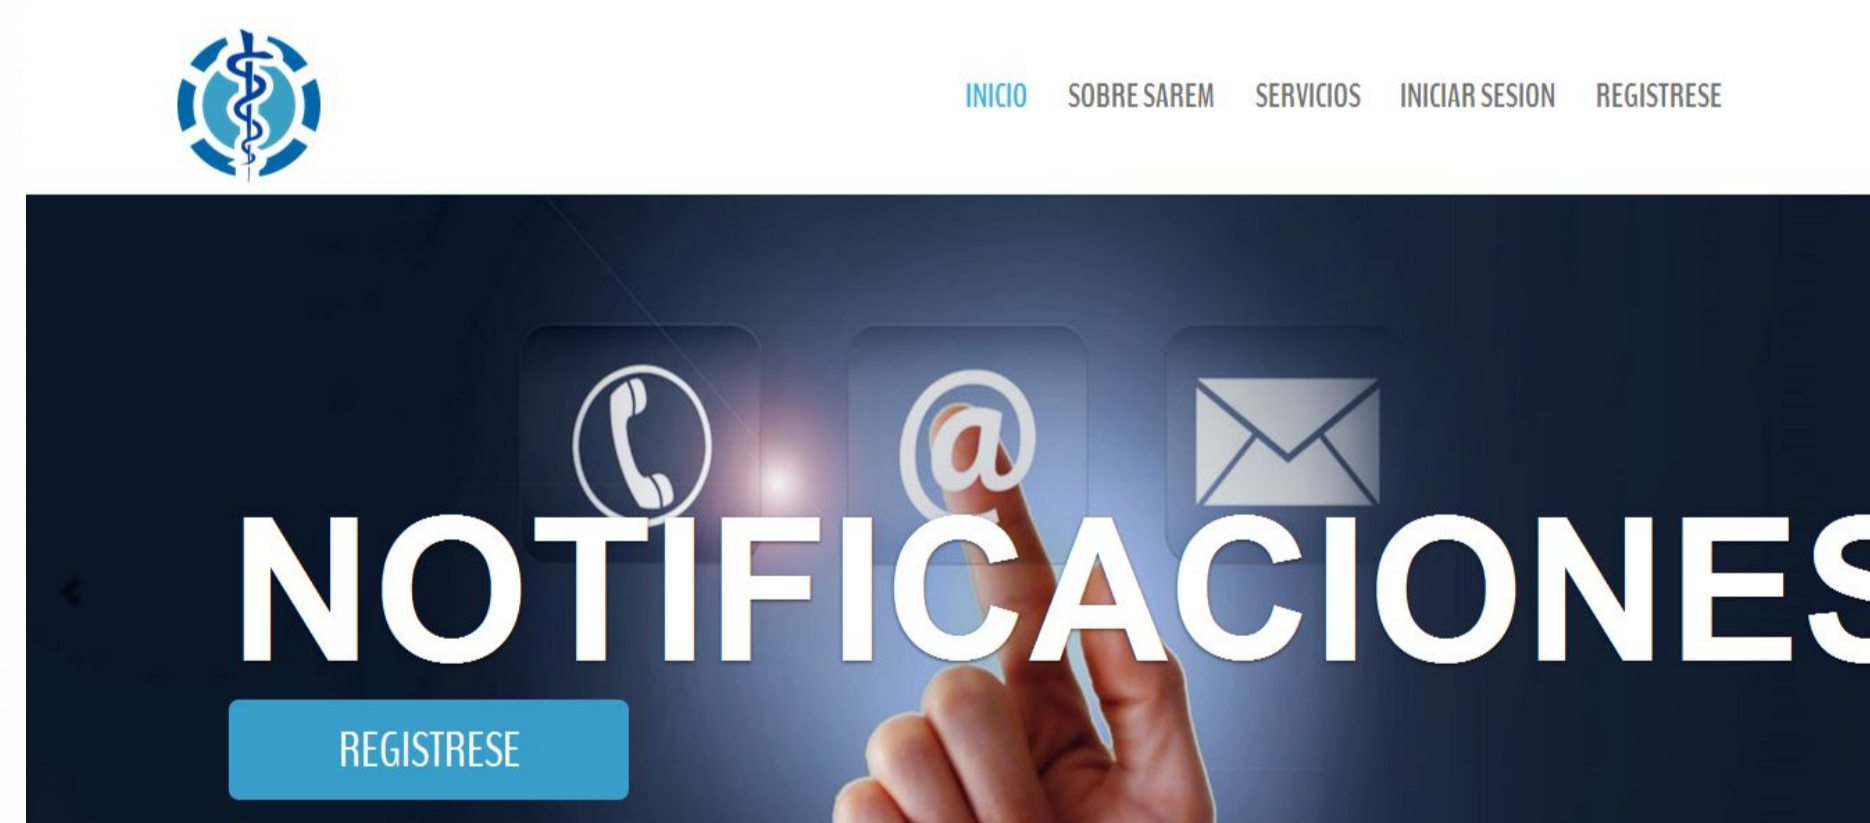 INICIO SOBRE SAREM SERVICIOS INICIAR SESION REGISTRESE
@
NOTIFICACIONES
REGISTRESE